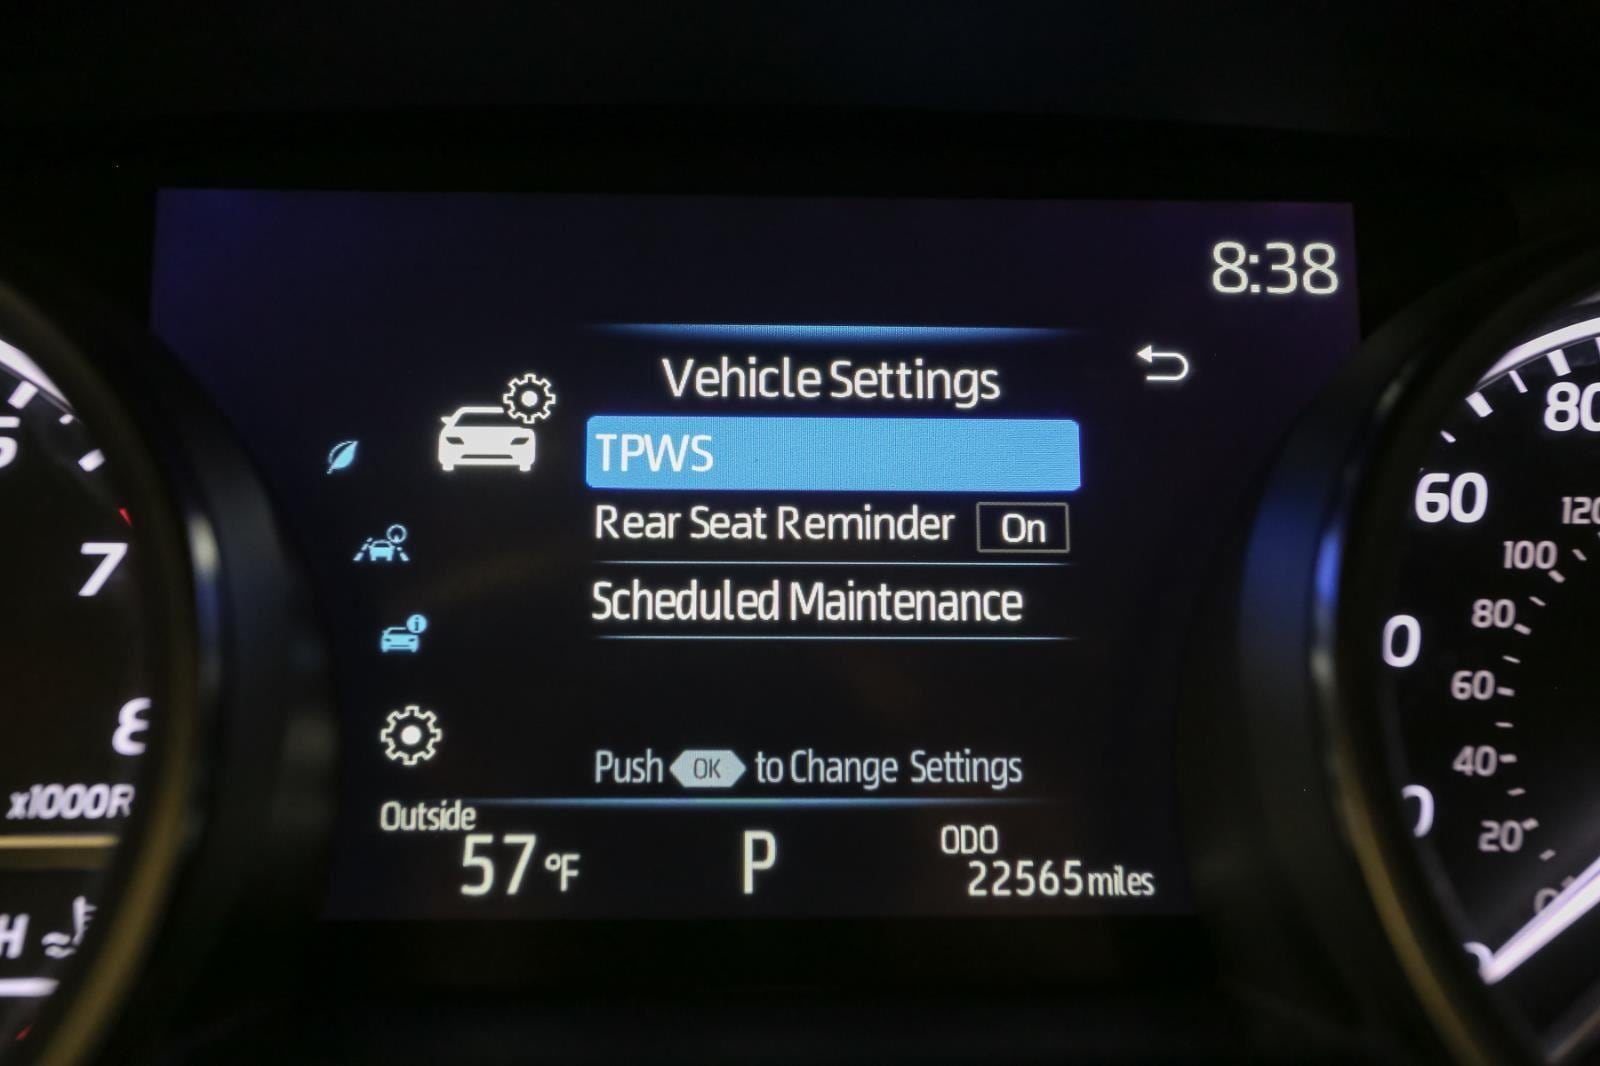 8:38
Vehicle Settings
TPWS
Rear Seat Reminder On
Scheduled Maintenance
Push OK to Change Settings
Outside
57 °F
P
ODO
22565 miles
7
8
x1000R
H
80
60
120
100
80
60
40
20